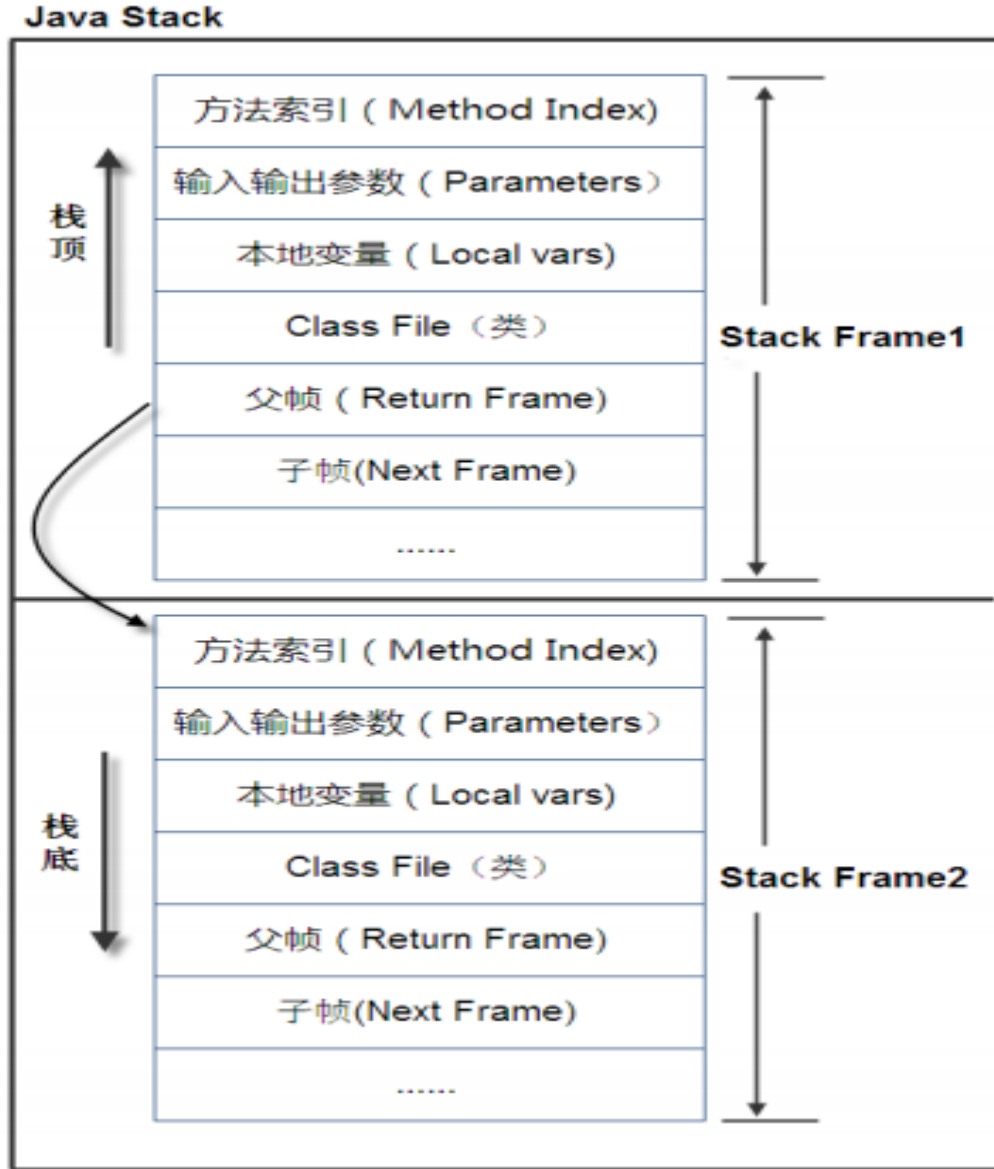 Java Stack
方法索引 ( Method Index)
输入输出参数 ( Parameters）
栈顶
本地变量 ( Local vars)
Class File （类）
Stack Frame1
父帧 ( Return Frame)
子帧(Next Frame)
......
方法索引 ( Method Index)
输入输出参数 ( Parameters）
本地变量 ( Local vars)
栈底
Class File （类）
Stack Frame2
父帧 ( Return Frame)
子帧(Next Frame)
......